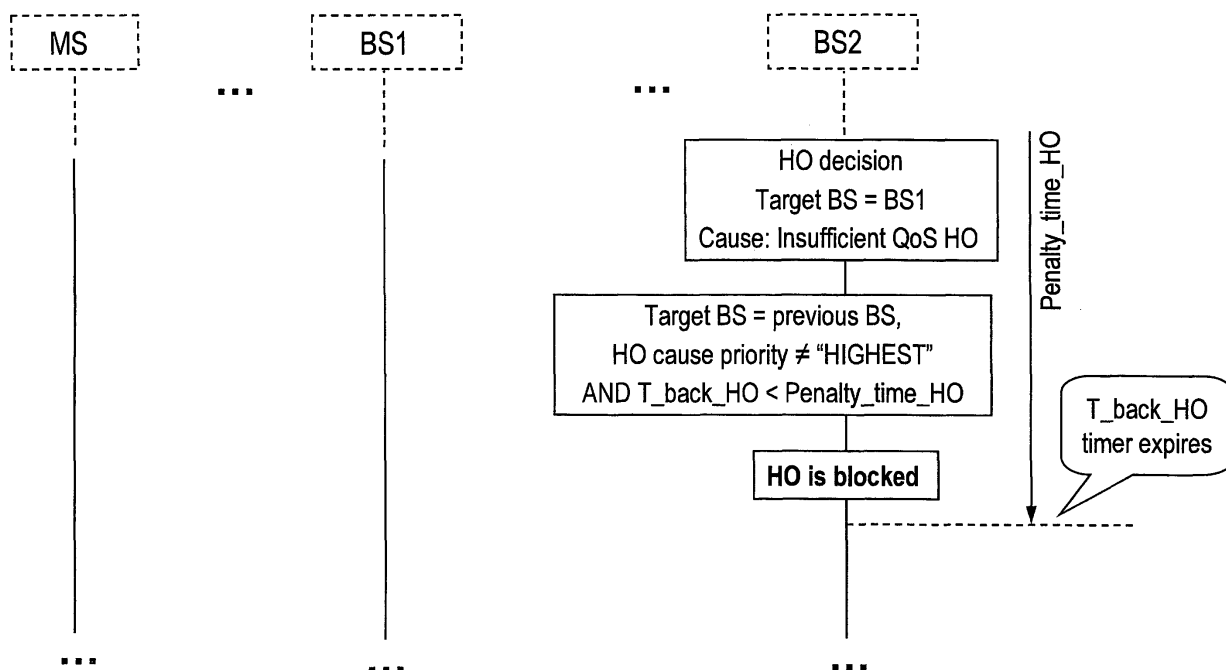 MS
BS1
BS2
...
...
HO decision
Target BS = BS1
Cause: Insufficient QoS HO
Penalty_time_HO
Target BS = previous BS,
HO cause priority ≠ “HIGHEST”
AND T_back_HO < Penalty_time_HO
T_back_HO
timer expires
HO is blocked
...
...
...